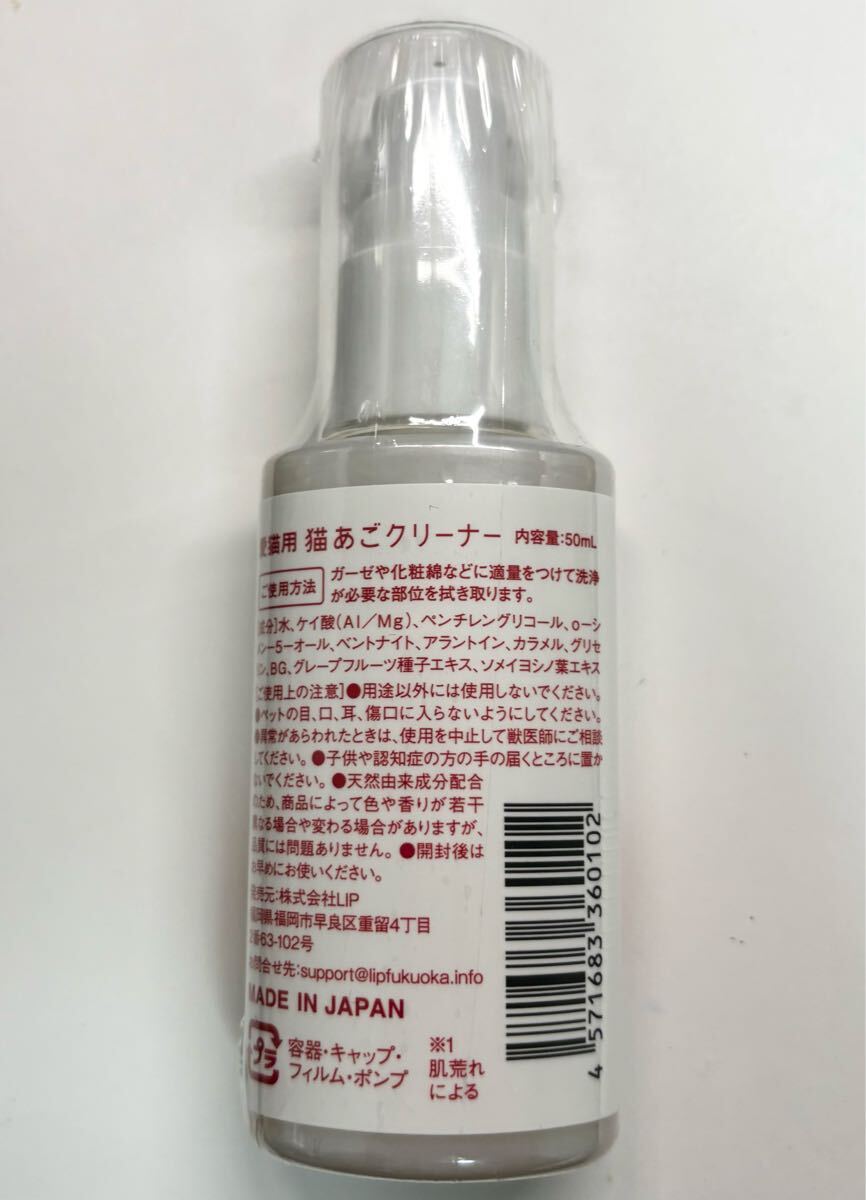 愛猫用 猫あごクリーナー 内容量:50mL
ご使用方法 ガーゼや化粧綿などに適量をつけて洗浄
が必要な部位を拭き取ります。
成分]水、ケイ酸(Al/Mg)、ペンチレングリコール、o-シ
メン-5-オール、ベントナイト、アラントイン、カラメル、グリセ
リン、BG、グレープフルーツ種子エキス、ソメイヨシノ葉エキス
ご使用上の注意]●用途以外には使用しないでください。
●ペットの目、口、耳、傷口に入らないようにしてください。
●異常があらわれたときは、使用を中止して獣医師にご相談
してください。●子供や認知症の方の手の届くところに置か
ないでください。●天然由来成分配合
のため、商品によって色や香りが若干
異なる場合や変わる場合がありますが、
品質には問題ありません。●開封後は
お早めにお使いください。
発売元:株式会社LIP
福岡県福岡市早良区重留4丁目
2番63-102号
お問合せ先:support@lipfukuoka.info
MADE IN JAPAN
プラ 容器・キャップ・
フィルム・ポンプ
※1
肌荒れ
による
4 571683 360102